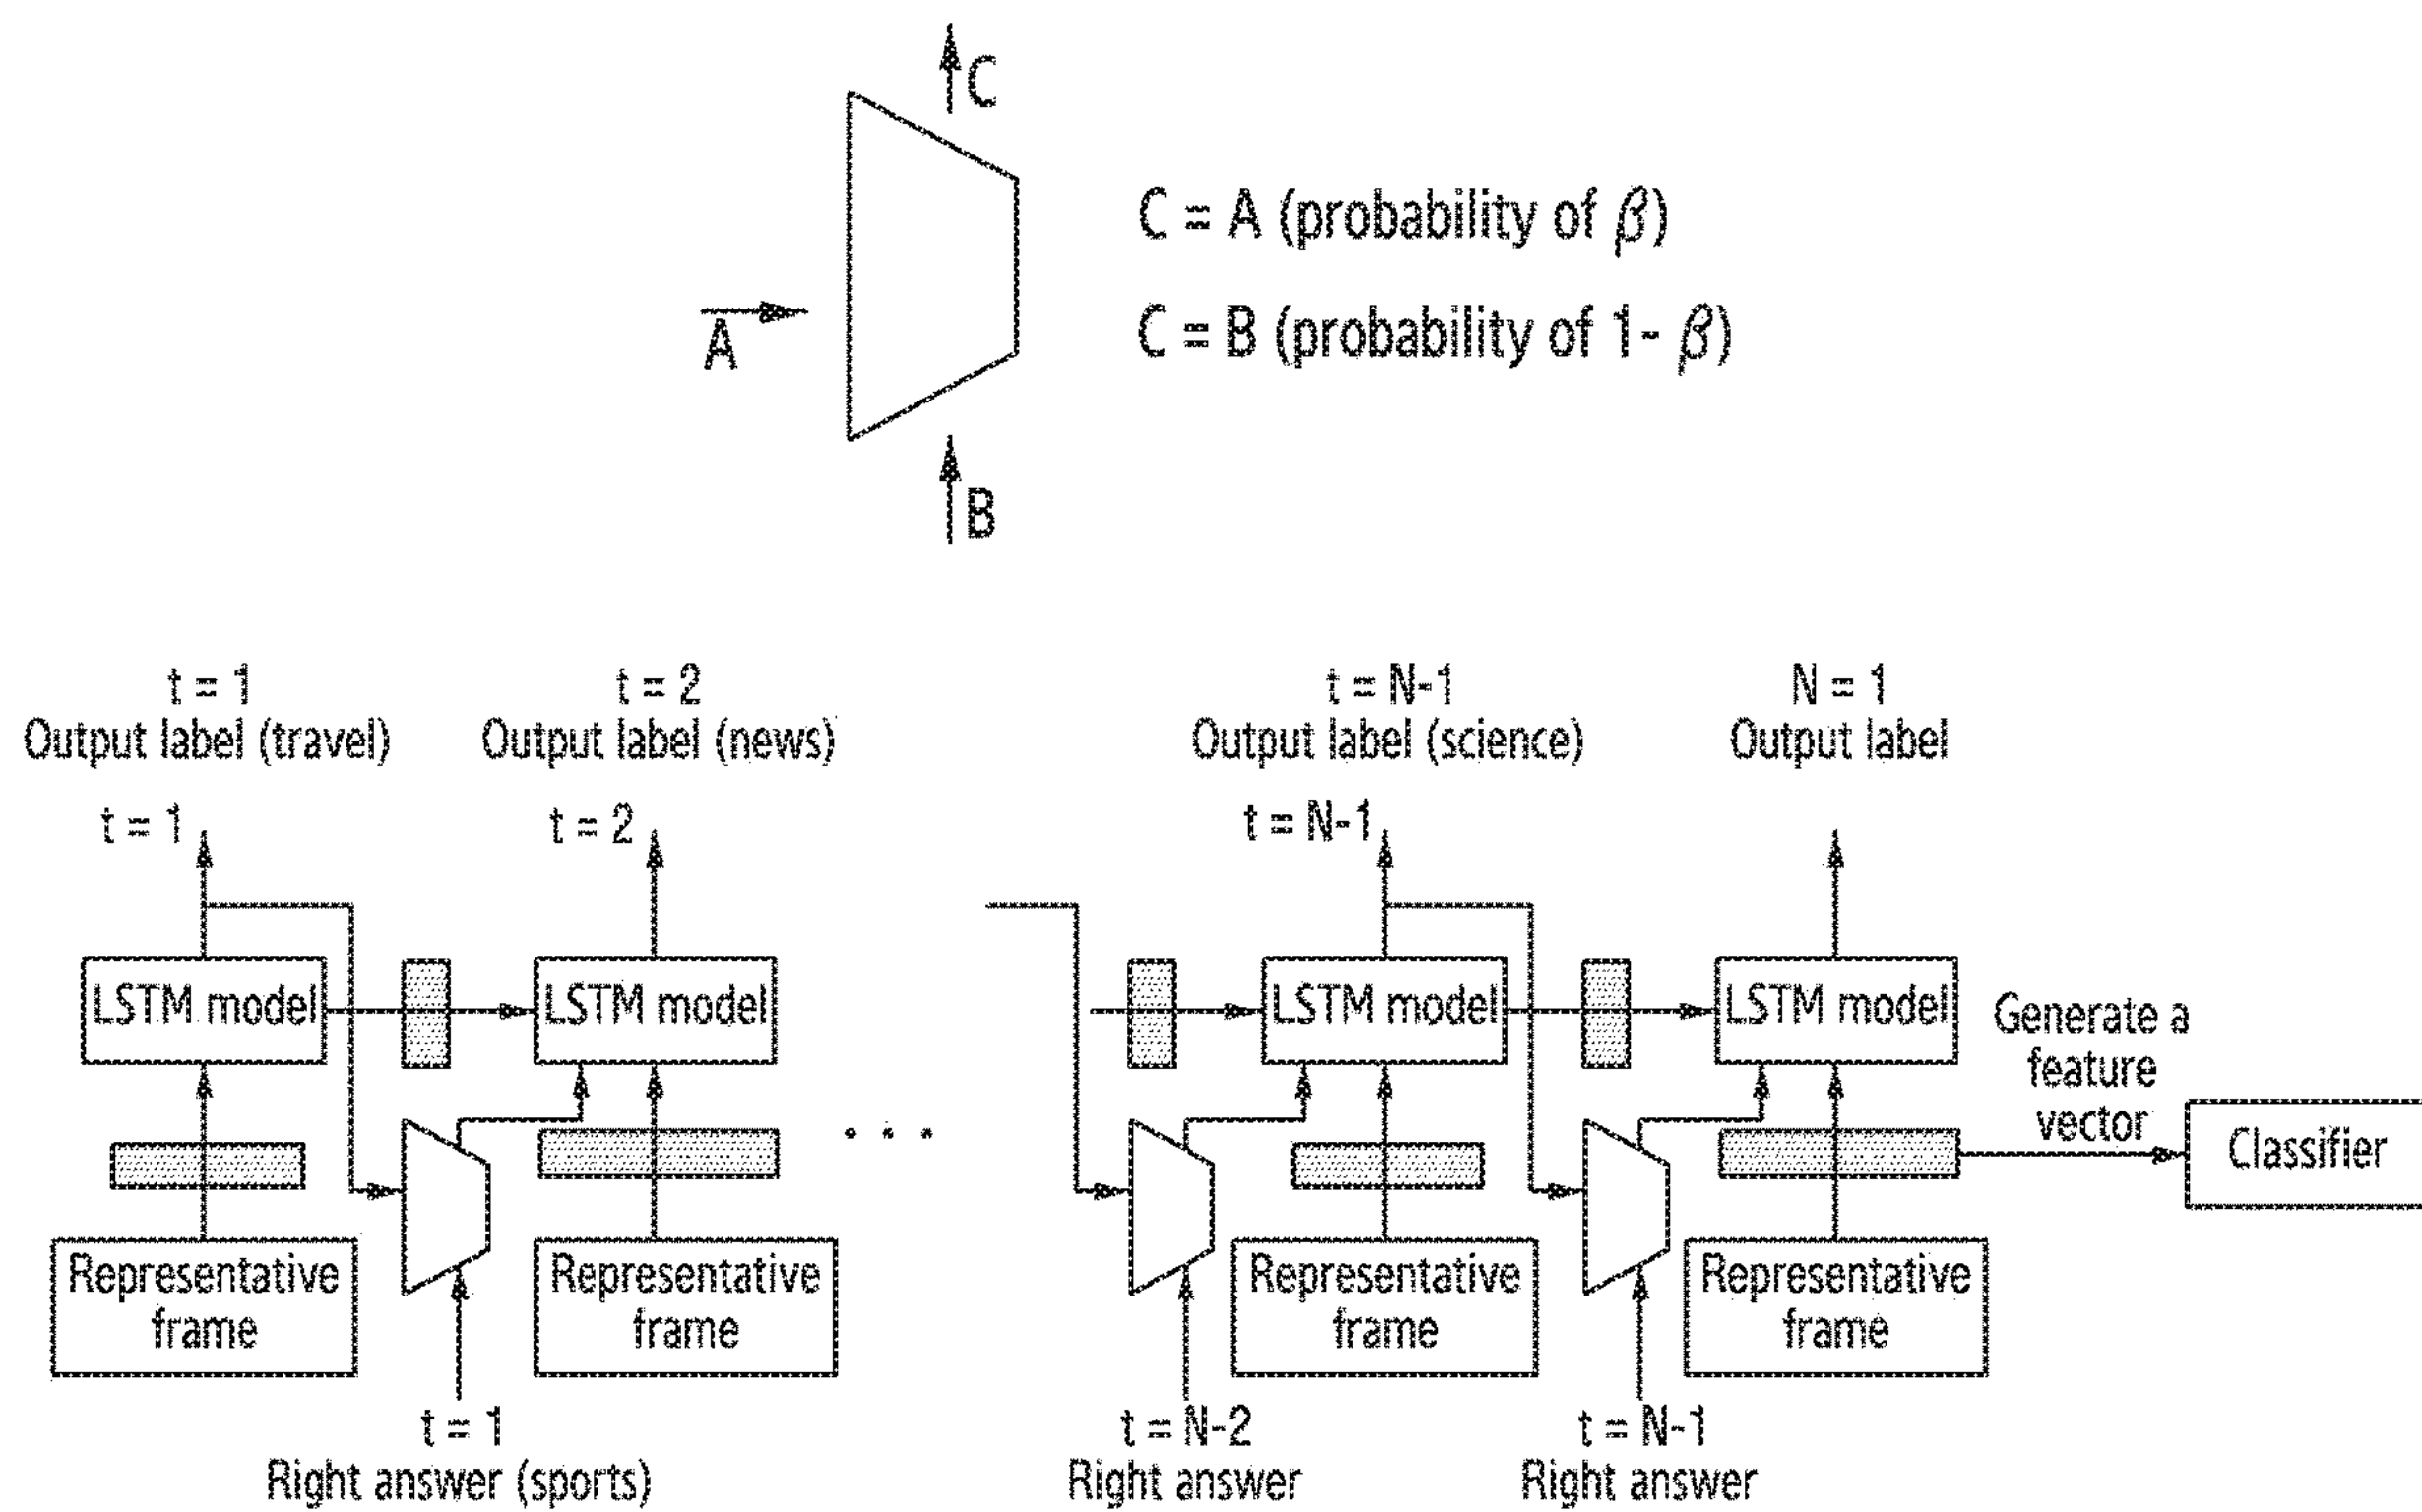 C
C = A (probability of β)
A
C = B (probability of 1- β)
B
t = 1
Output label (travel)
t = 2
Output label (news)
t = N-1
Output label (science)
N = 1
Output label
t = 1
t = 2
t = N-1
LSTM model
LSTM model
LSTM model
LSTM model
Generate a
feature
vector
Classifier
. . .
Representative
frame
Representative
frame
Representative
frame
Representative
frame
t = 1
Right answer (sports)
t = N-2
Right answer
t = N-1
Right answer